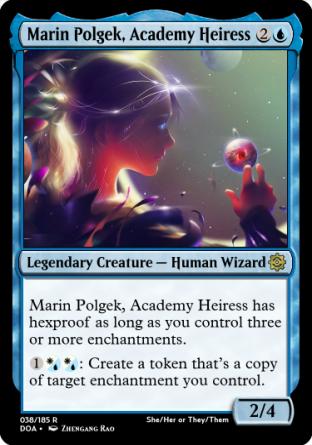 Marin Polgek, Academy Heiress 2
Legendary Creature — Human Wizard
Marin Polgek, Academy Heiress has
hexproof as long as you control three
or more enchantments.
1 : Create a token that's a copy
of target enchantment you control.
2/4
038/185 R She/Her or They/Them
DOA • Zhengang Rao